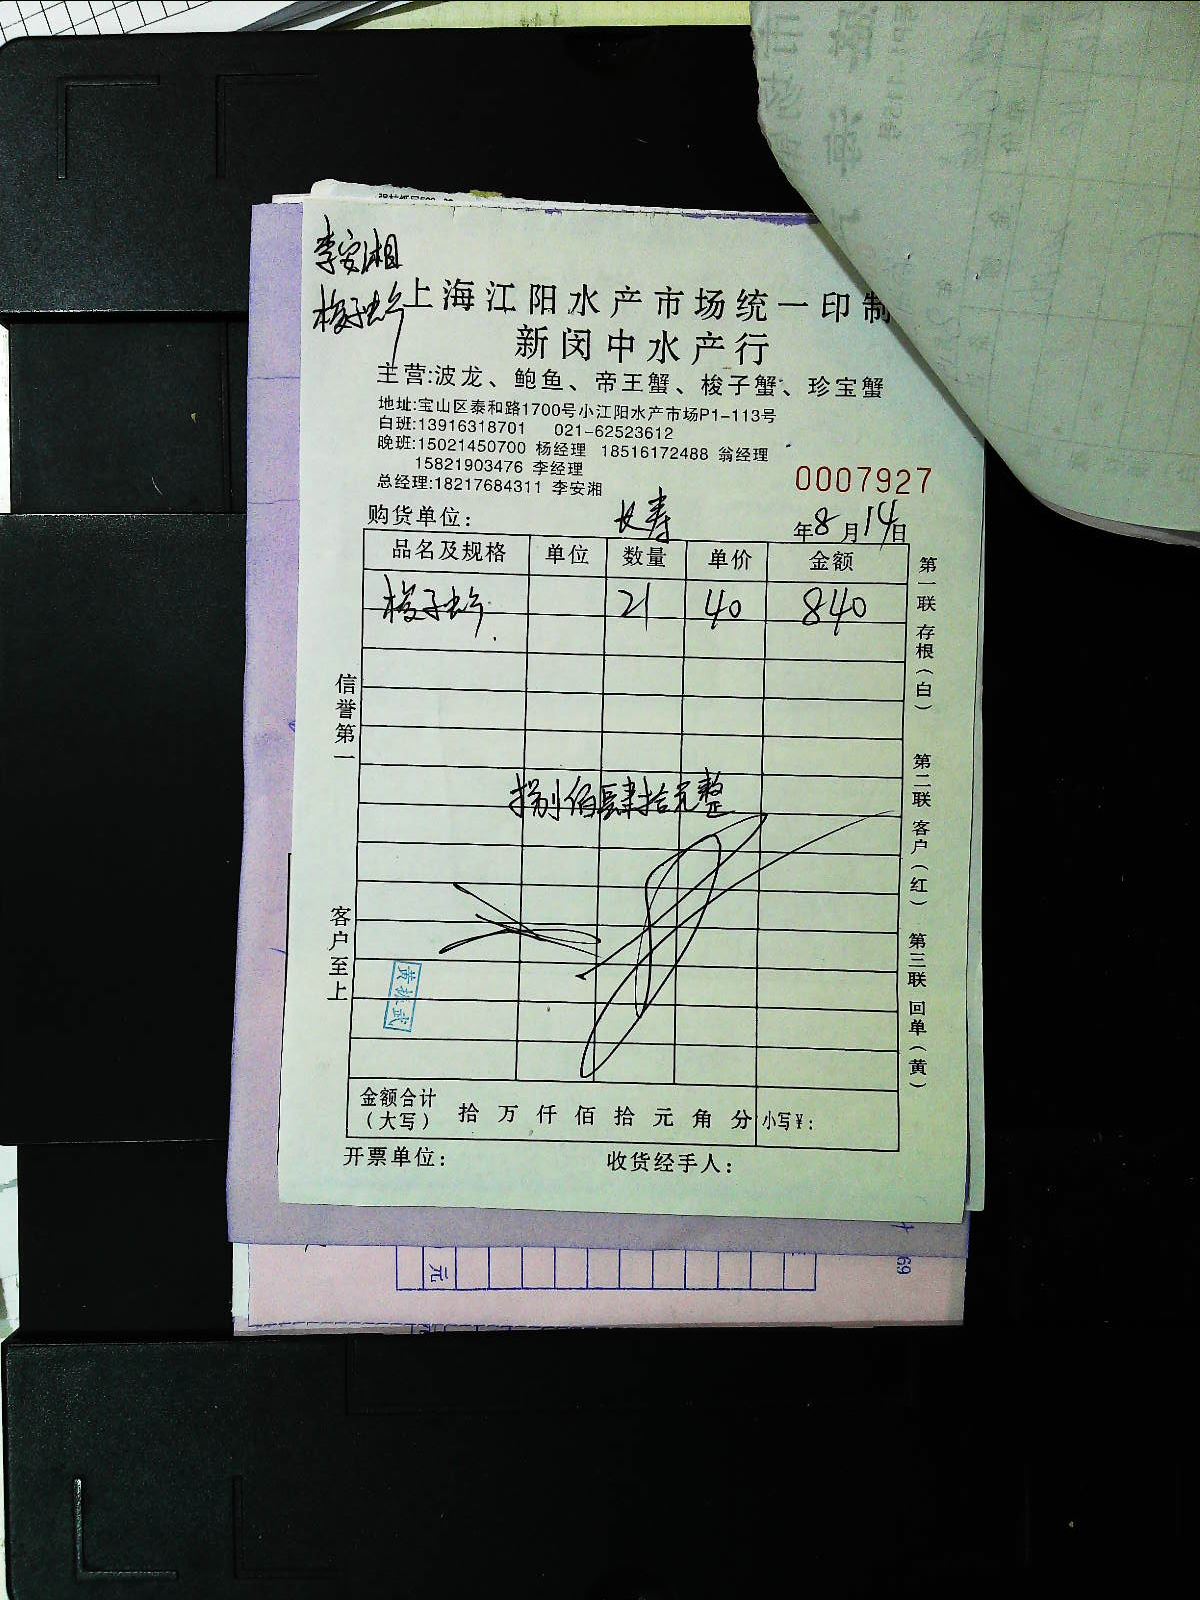 李安湘
梭子蟹
上海江阳水产市场统一印制
新闵中水产行
主营:波龙、鲍鱼、帝王蟹、梭子蟹、珍宝蟹
地址:宝山区泰和路1700号小江阳水产市场P1-113号
白班:13916318701 021-62523612
晚班:15021450700 杨经理 18516172488 翁经理
15821903476 李经理
总经理:18217684311 李安湘
0007927
购货单位: 长寿 年8月14日
品名及规格 单位 数量 单价 金额
梭子蟹 21 40 840
捌佰肆拾元整
信誉第一
客户至上
第一联 存根(白) 第二联 客户(红) 第三联 回单(黄)
金额合计
(大写) 拾 万 仟 佰 拾 元 角 分 小写¥:
开票单位: 收货经手人:
元
69